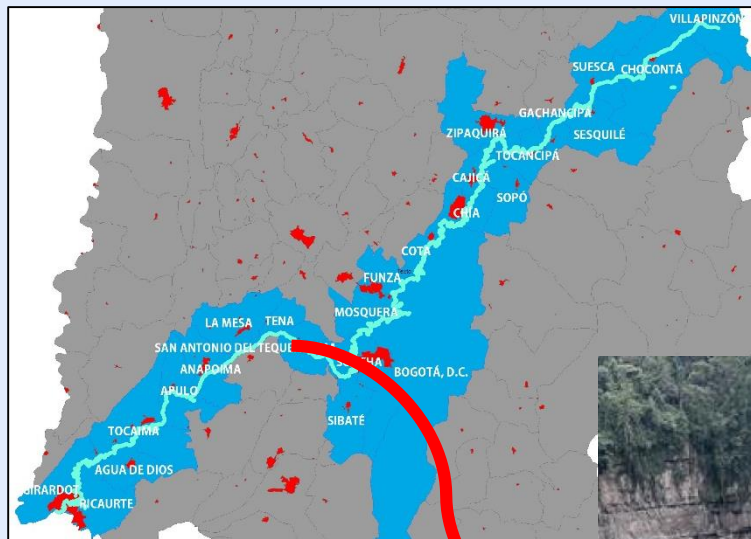 VILLAPINZÓN
SUESCA
CHOCONTÁ
GACHANCIPÁ
ZIPAQUIRÁ
SESQUILÉ
TOCANCIPÁ
CAJICÁ
SOPÓ
CHÍA
COTA
FUNZA
MOSQUERA
LA MESA
TENA
SAN ANTONIO DEL
ANAPOIMA
BOGOTÁ, D.C.
APULO
SIBATÉ
TOCAIMA
AGUA DE DIOS
GIRARDOT
RICAURTE